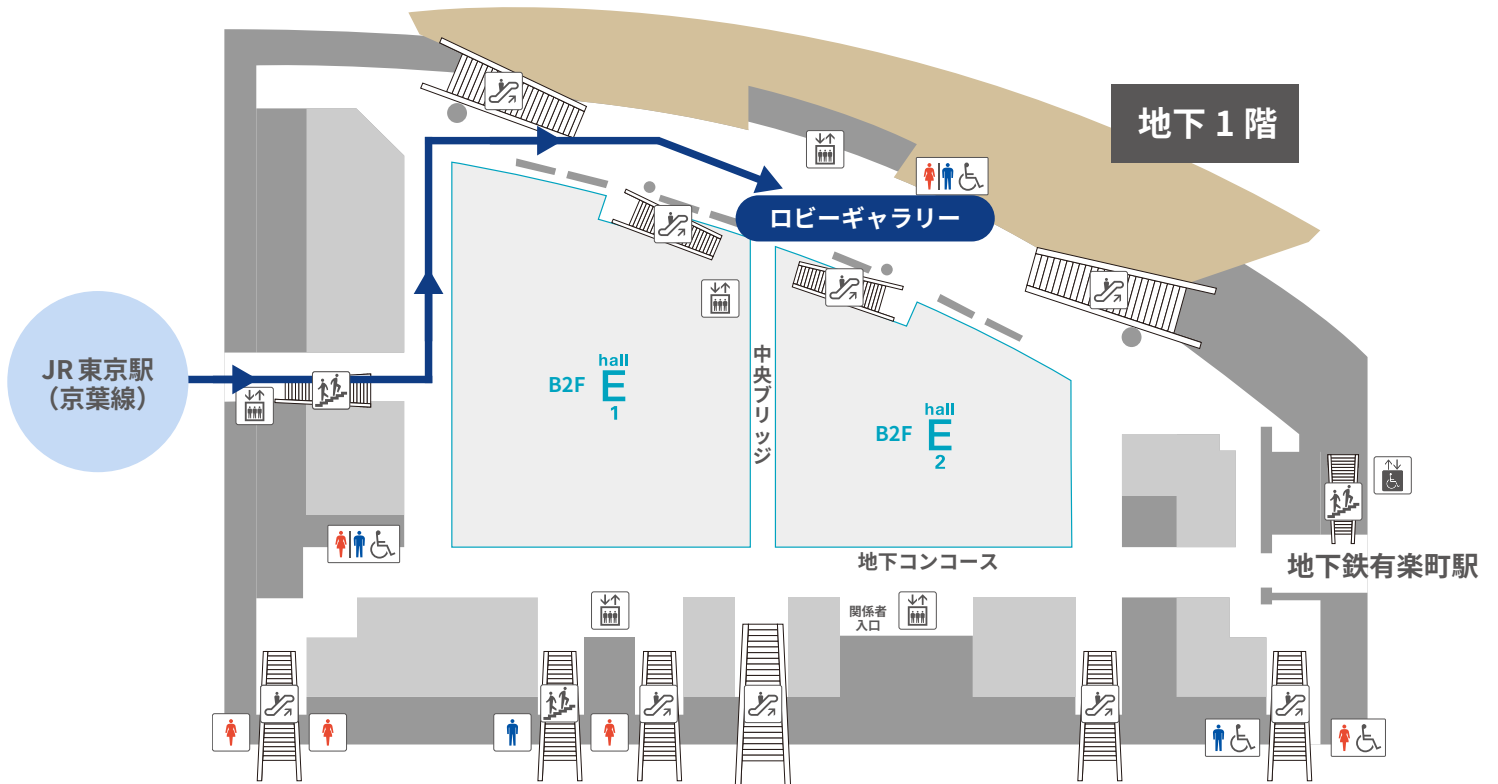 地下 1 階
ロビーギャラリー
JR 東京駅
（京葉線）
hall
B2F E
1
中央ブリッジ
hall
B2F E
2
地下コンコース
地下鉄有楽町駅
関係者
入口